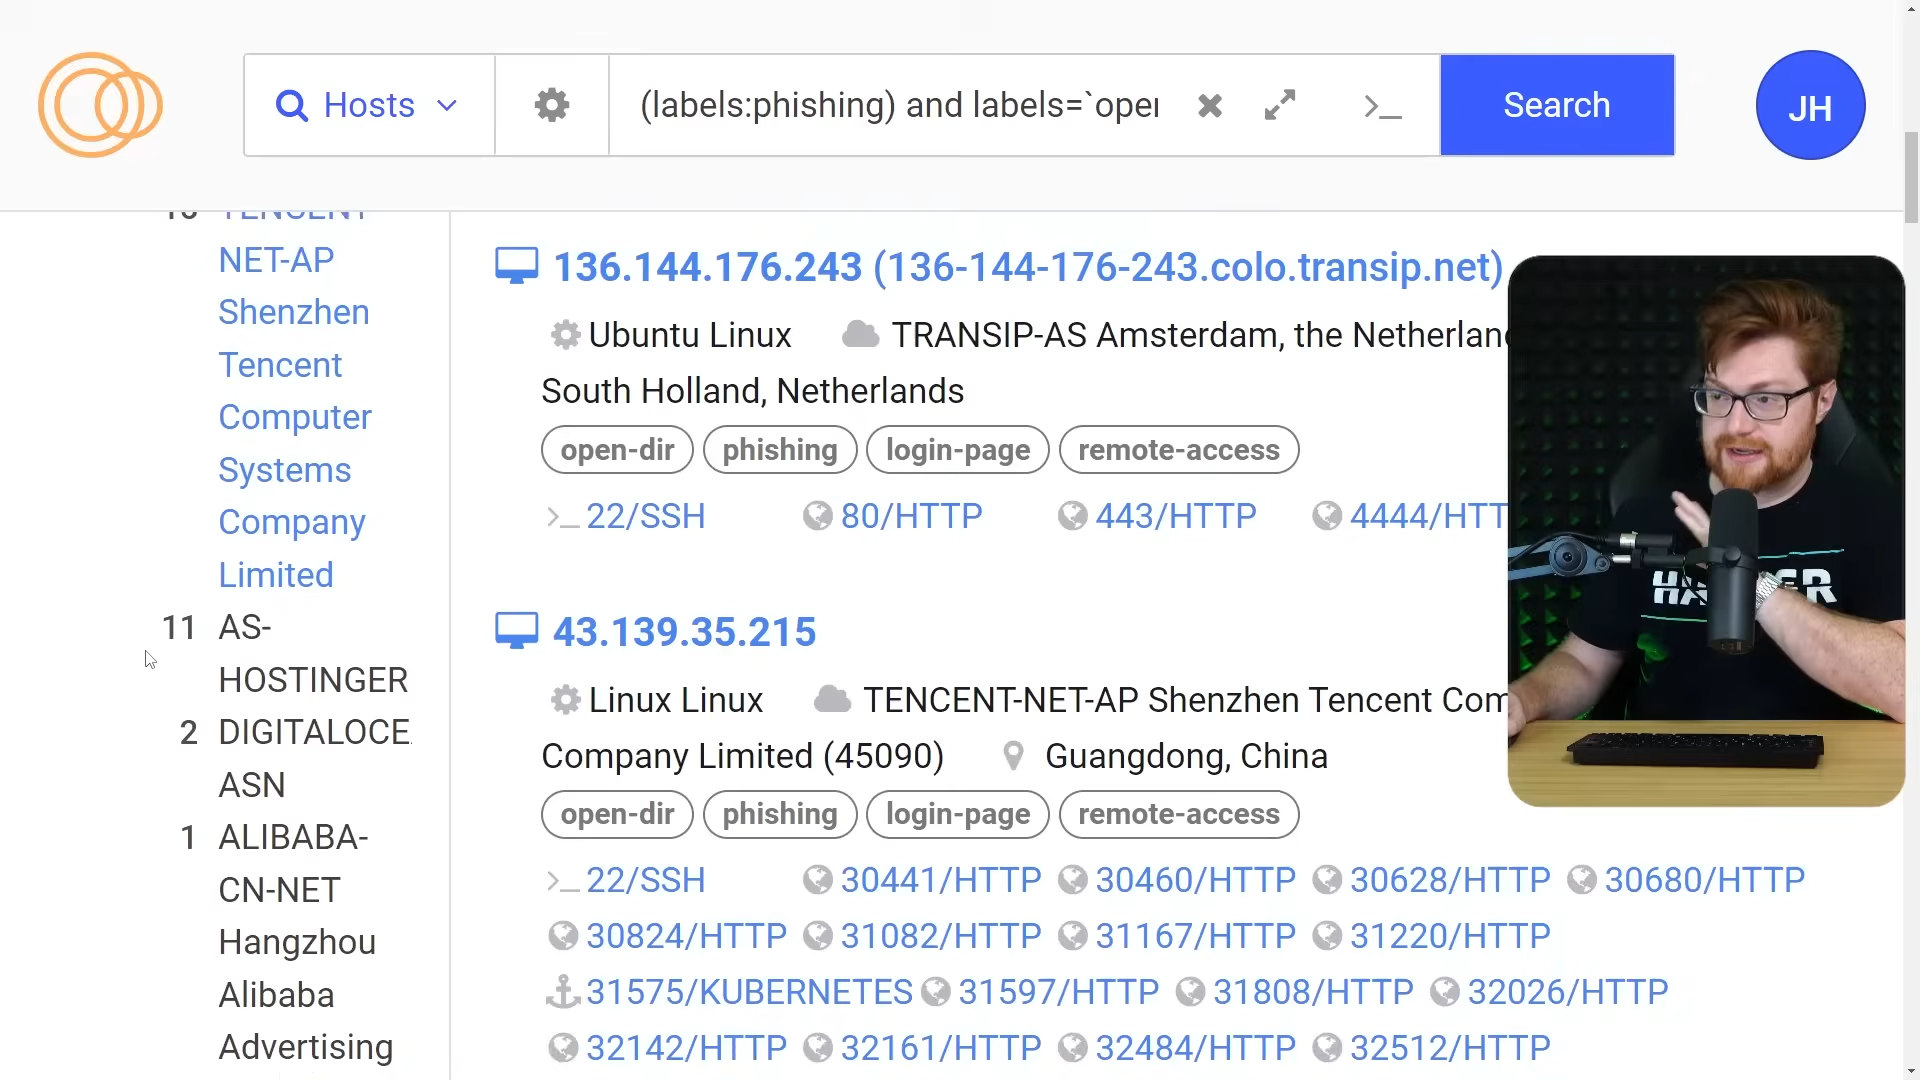 Hosts
(labels:phishing) and labels=`oper
Search
JH
NET-AP
Shenzhen
Tencent
Computer
Systems
Company
Limited
11 AS-
HOSTINGER
2 DIGITALOCE
ASN
1 ALIBABA-
CN-NET
Hangzhou
Alibaba
Advertising
136.144.176.243 (136-144-176-243.colo.transip.net)
Ubuntu Linux TRANSIP-AS Amsterdam, the Netherlan
South Holland, Netherlands
open-dir phishing login-page remote-access
22/SSH 80/HTTP 443/HTTP 4444/HTT
43.139.35.215
Linux Linux TENCENT-NET-AP Shenzhen Tencent Com
Company Limited (45090) Guangdong, China
open-dir phishing login-page remote-access
22/SSH 30441/HTTP 30460/HTTP 30628/HTTP 30680/HTTP
30824/HTTP 31082/HTTP 31167/HTTP 31220/HTTP
31575/KUBERNETES 31597/HTTP 31808/HTTP 32026/HTTP
32142/HTTP 32161/HTTP 32484/HTTP 32512/HTTP